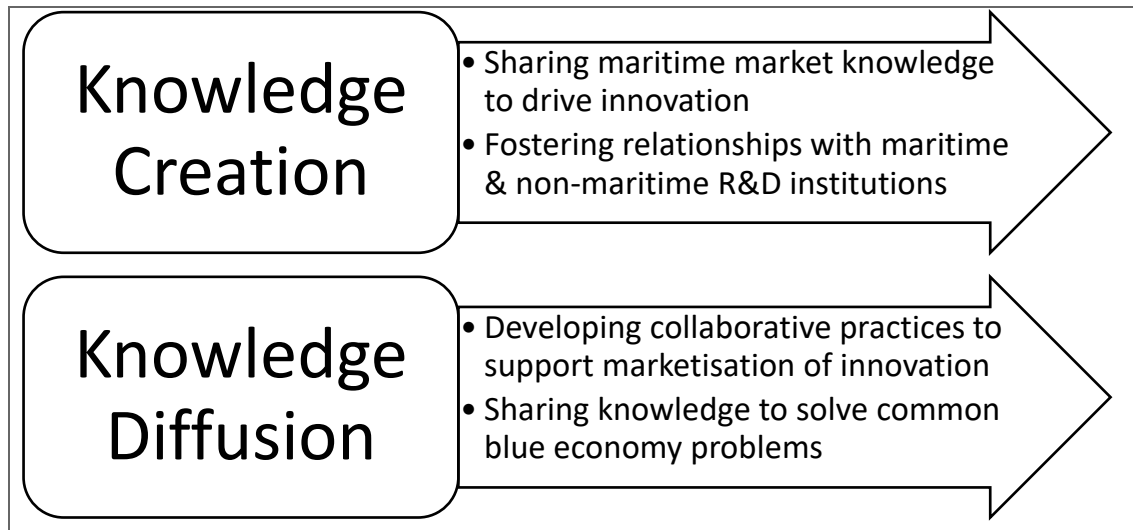 Knowledge
Creation
• Sharing maritime market knowledge
to drive innovation
• Fostering relationships with maritime
& non-maritime R&D institutions
Knowledge
Diffusion
• Developing collaborative practices to
support marketisation of innovation
• Sharing knowledge to solve common
blue economy problems